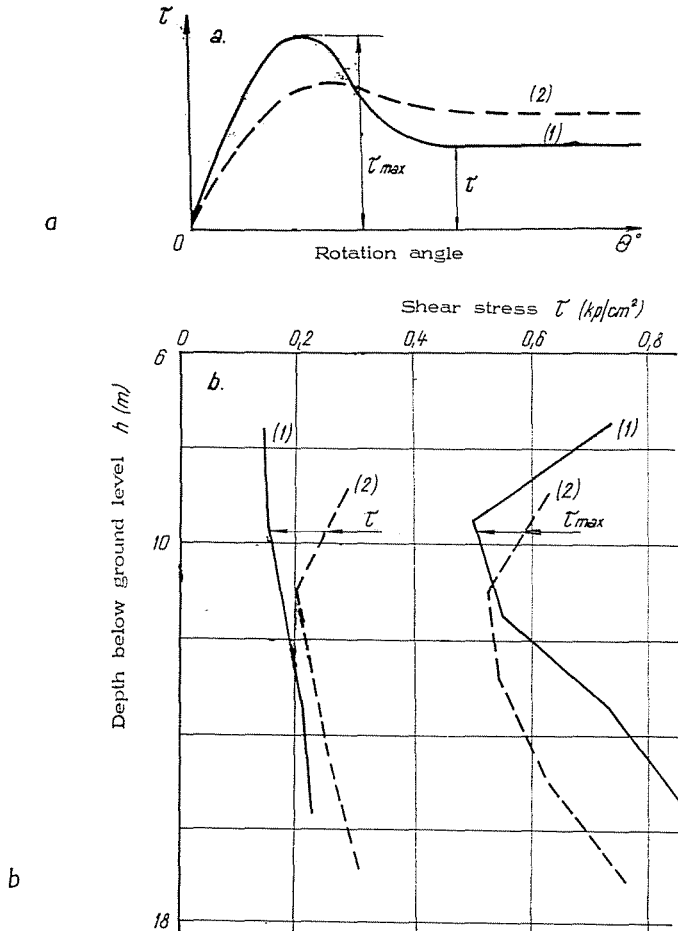 τ
a.
(2)
(1)
τmax
τ
a
0
θ°
Rotation angle
Shear stress τ (kp/cm²)
0 0,2 0,4 0,6 0,8
6
b.
Depth below ground level h (m)
(1)
(1)
(2)
(2)
τ
τmax
10
b
18